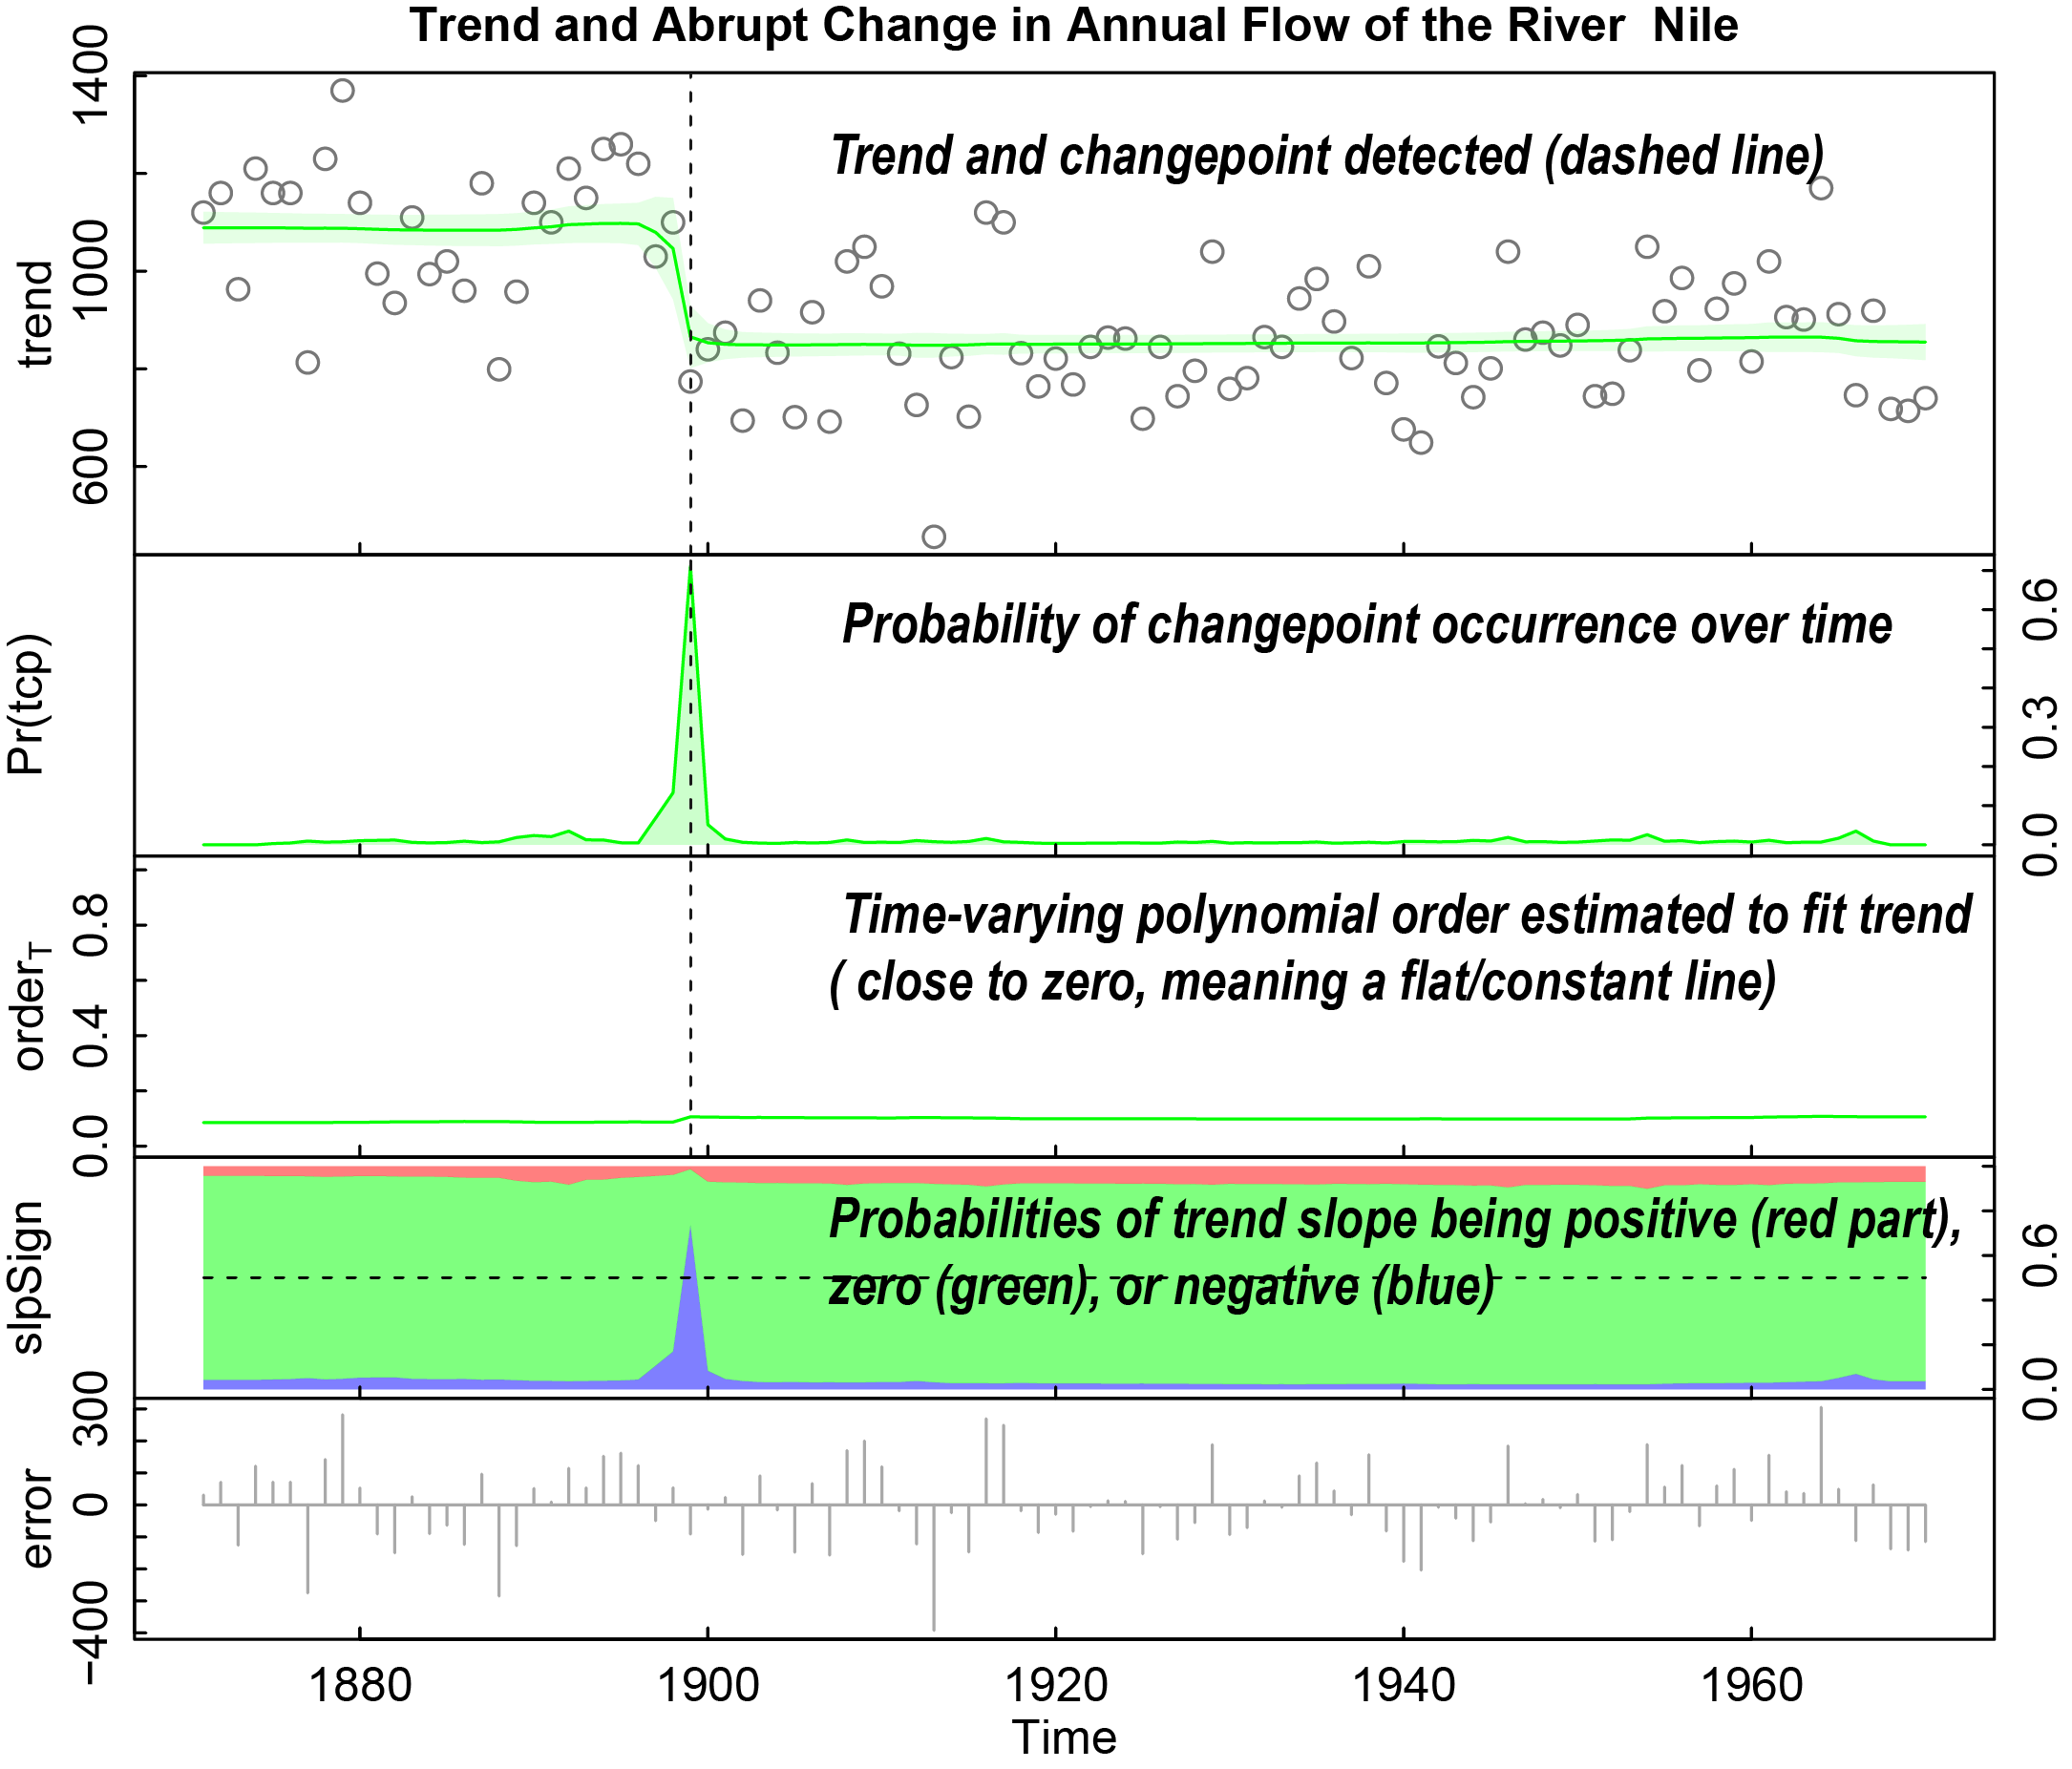 Trend and Abrupt Change in Annual Flow of the River  Nile
1400
1000
600
trend
Trend and changepoint detected (dashed line)
Pr(tcp)
Probability of changepoint occurrence over time
0.6
0.3
0.0
0.8
0.4
0.0
orderT
Time-varying polynomial order estimated to fit trend
( close to zero, meaning a flat/constant line)
slpSign
Probabilities of trend slope being positive (red part),
zero (green), or negative (blue)
0.6
0.0
300
0
−400
error
1880 1900 1920 1940 1960
Time